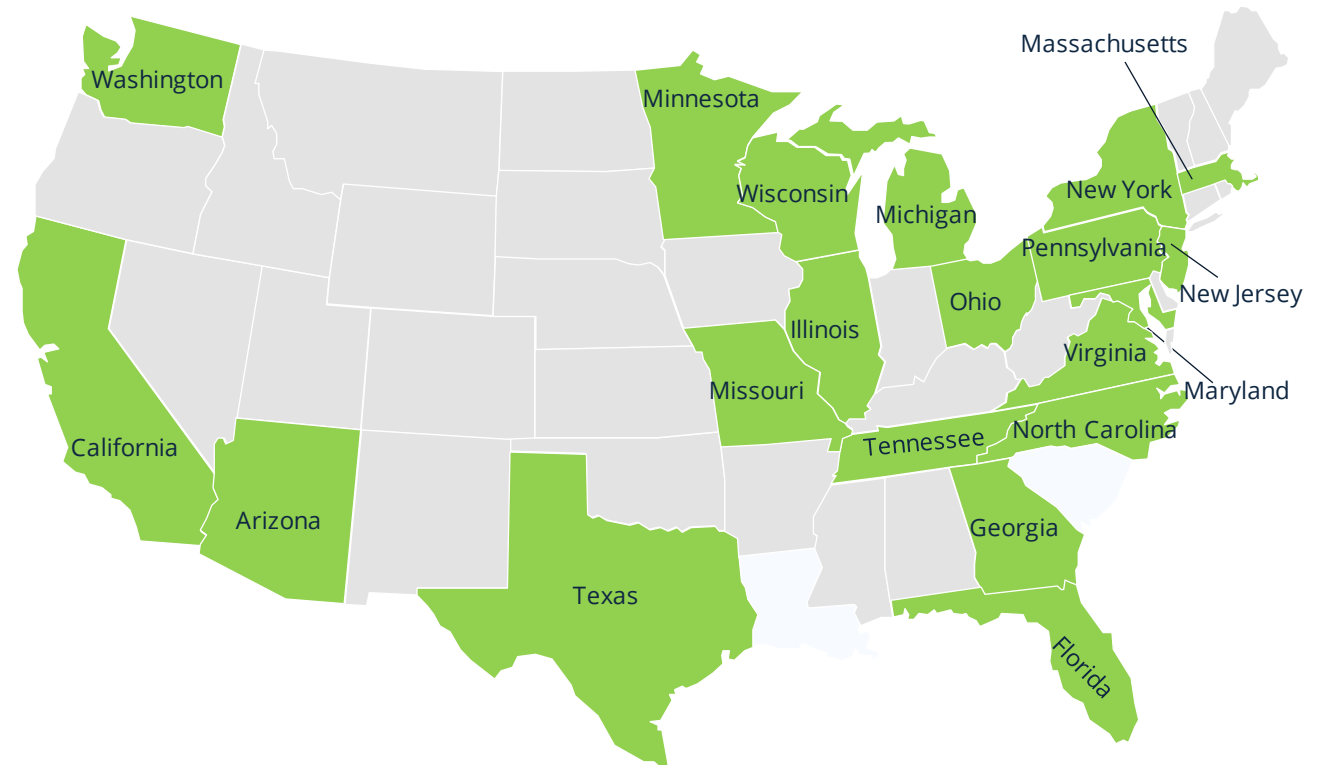 Massachusetts
Washington
Minnesota
Wisconsin
New York
Michigan
Pennsylvania
New Jersey
Ohio
Illinois
Virginia
Missouri
Maryland
North Carolina
Tennessee
California
Arizona
Georgia
Texas
Florida